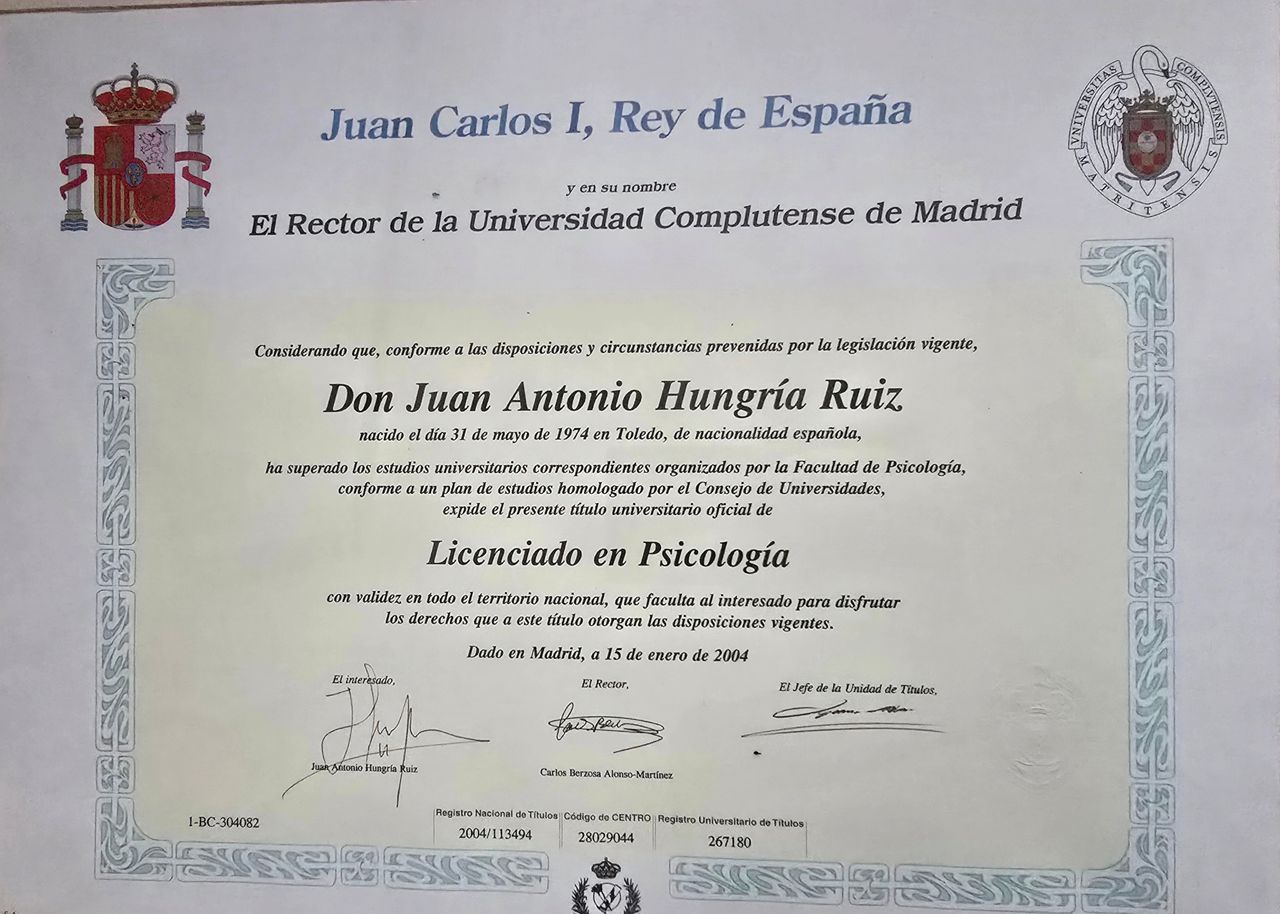 Juan Carlos I, Rey de España
VNIVERSITAS COMPLVTENSIS MATRITENSIS
y en su nombre
El Rector de la Universidad Complutense de Madrid
Considerando que, conforme a las disposiciones y circunstancias prevenidas por la legislación vigente,
Don Juan Antonio Hungría Ruiz
nacido el día 31 de mayo de 1974 en Toledo, de nacionalidad española,
ha superado los estudios universitarios correspondientes organizados por la Facultad de Psicología,
conforme a un plan de estudios homologado por el Consejo de Universidades,
expide el presente título universitario oficial de
Licenciado en Psicología
con validez en todo el territorio nacional, que faculta al interesado para disfrutar
los derechos que a este título otorgan las disposiciones vigentes.
Dado en Madrid, a 15 de enero de 2004
El interesado,
El Rector,
El Jefe de la Unidad de Títulos,
Juan Antonio Hungría Ruiz
Carlos Berzosa Alonso-Martínez
1-BC-304082
Registro Nacional de Títulos
2004/113494
Código de CENTRO
28029044
Registro Universitario de Títulos
267180